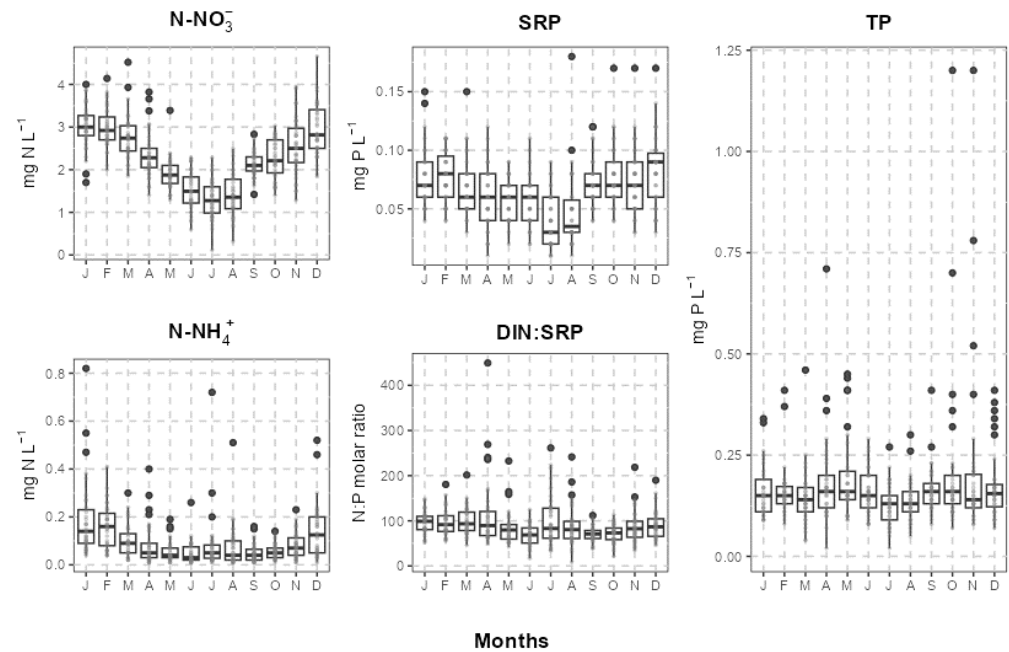 N-NO₃⁻
mg N L⁻¹
4
3
2
1
0
J F M A M J J A S O N D
SRP
mg P L⁻¹
0.15
0.10
0.05
J F M A M J J A S O N D
TP
mg P L⁻¹
1.25
1.00
0.75
0.50
0.25
0.00
J F M A M J J A S O N D
N-NH₄⁺
mg N L⁻¹
0.8
0.6
0.4
0.2
0.0
J F M A M J J A S O N D
DIN:SRP
N:P molar ratio
400
300
200
100
0
J F M A M J J A S O N D
Months